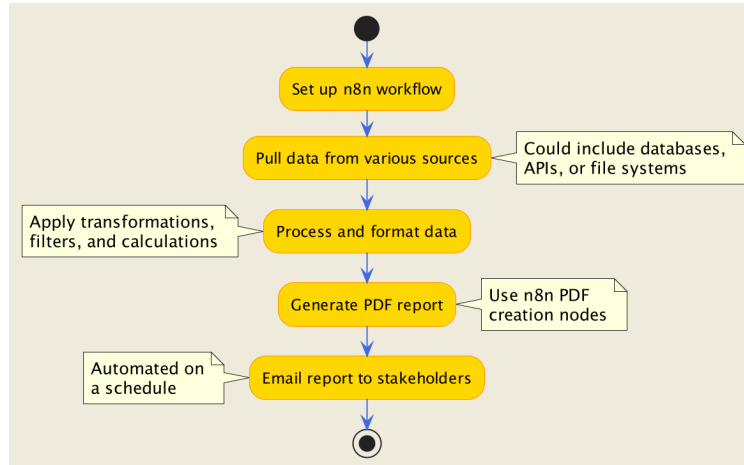 Set up n8n workflow
Pull data from various sources
Could include databases,
APIs, or file systems
Apply transformations,
filters, and calculations
Process and format data
Generate PDF report
Use n8n PDF
creation nodes
Automated on
a schedule
Email report to stakeholders